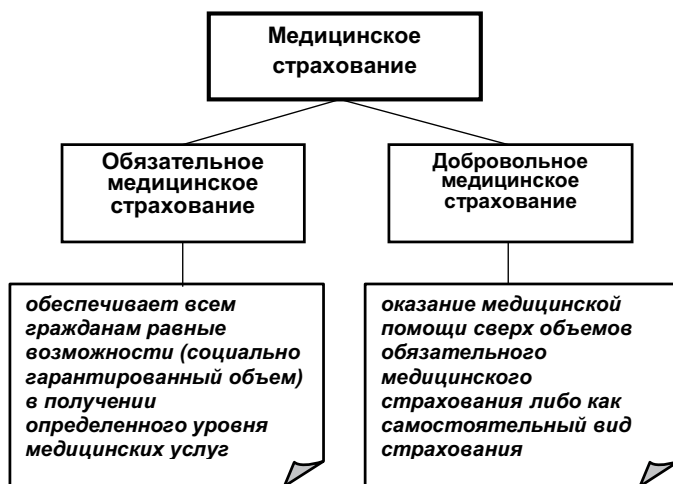 Медицинское
страхование
Обязательное
медицинское
страхование
Добровольное
медицинское
страхование
обеспечивает всем
гражданам равные
возможности (социально
гарантированный объем)
в получении
определенного уровня
медицинских услуг
оказание медицинской
помощи сверх объемов
обязательного
медицинского
страхования либо как
самостоятельный вид
страхования